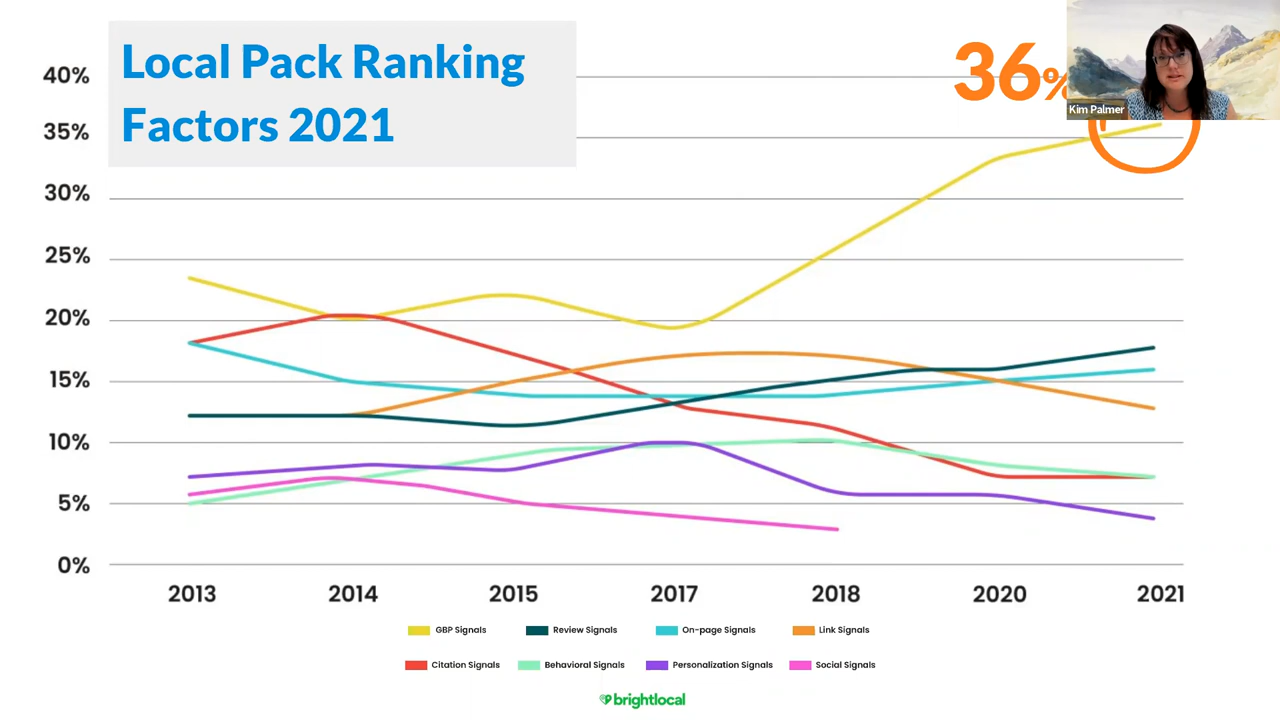 Local Pack Ranking
Factors 2021
36%
Kim Palmer
40%
35%
30%
25%
20%
15%
10%
5%
0%
2013 2014 2015 2017 2018 2020 2021
GBP Signals Review Signals On-page Signals Link Signals
Citation Signals Behavioral Signals Personalization Signals Social Signals
brightlocal